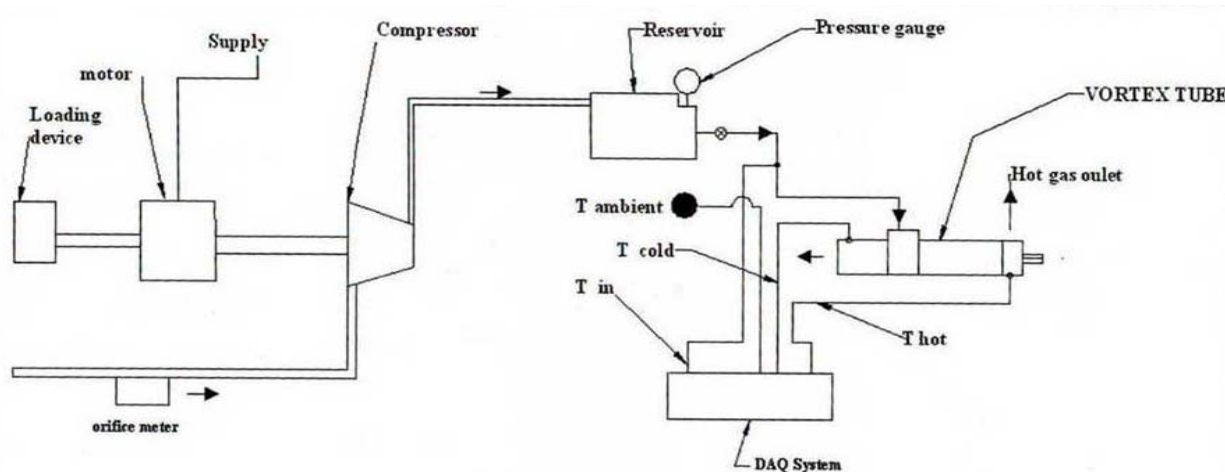 Supply
Compressor
Reservoir
Pressure gauge
motor
VORTEX TUBE
Loading
device
Hot gas oulet
T ambient
T cold
T in
T hot
orifice meter
DAQ System